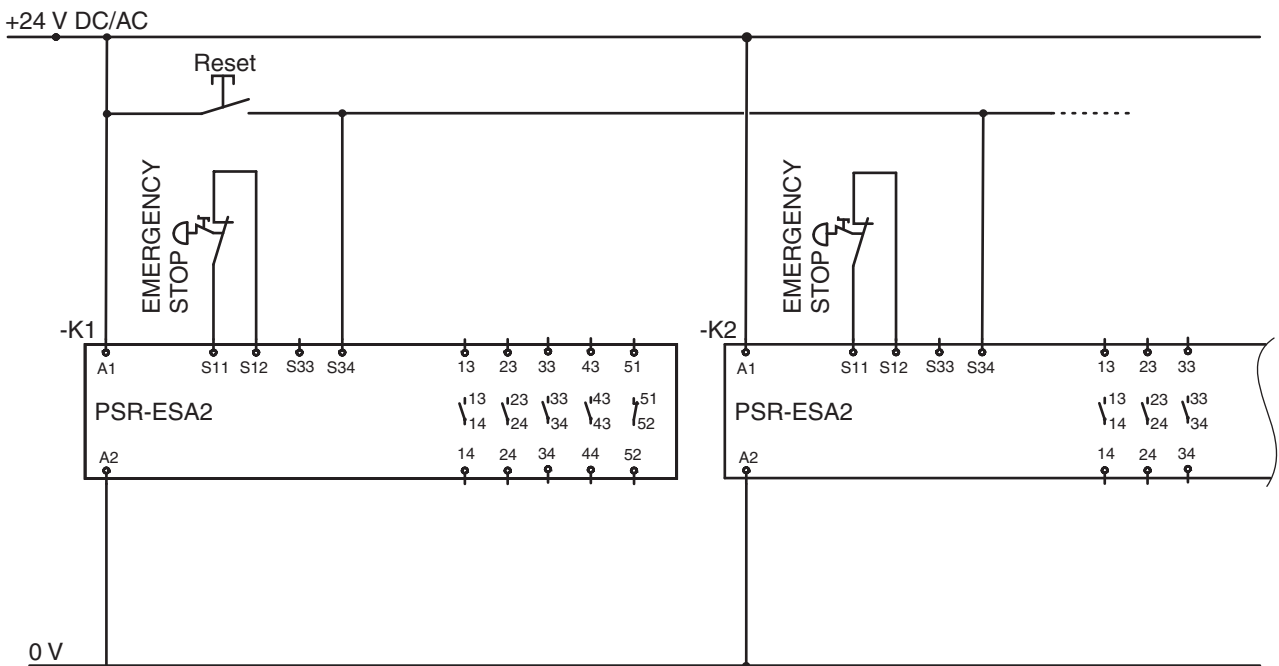 +24 V DC/AC
Reset
EMERGENCY
STOP
EMERGENCY
STOP
-K1
-K2
A1 S11 S12 S33 S34 13 23 33 43 51
A1 S11 S12 S33 S34 13 23 33
PSR-ESA2
13 23 33 43 51
14 24 34 43 52
PSR-ESA2
13 23 33
14 24 34
A2 14 24 34 44 52
A2 14 24 34
0 V